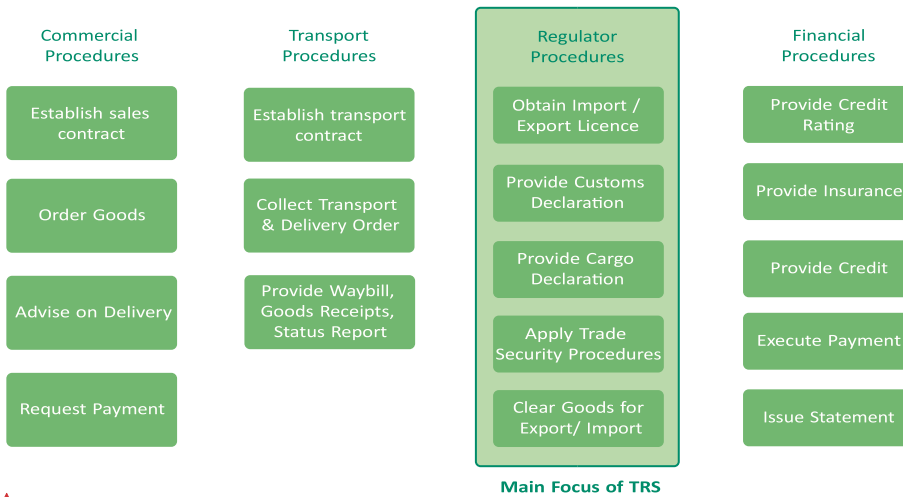 Commercial
Procedures
Establish sales
contract
Order Goods
Advise on Delivery
Request Payment
Transport
Procedures
Establish transport
contract
Collect Transport
& Delivery Order
Provide Waybill,
Goods Receipts,
Status Report
Regulator
Procedures
Obtain Import /
Export Licence
Provide Customs
Declaration
Provide Cargo
Declaration
Apply Trade
Security Procedures
Clear Goods for
Export/ Import
Main Focus of TRS
Financial
Procedures
Provide Credit
Rating
Provide Insurance
Provide Credit
Execute Payment
Issue Statement